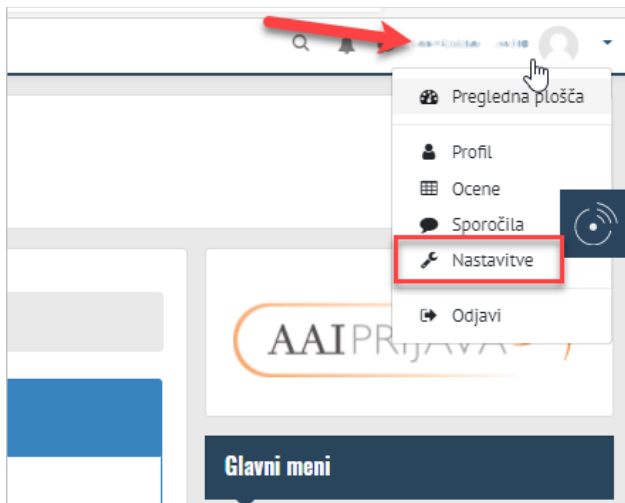 Pregledna plošča
Profil
Ocene
Sporočila
Nastavitve
Odjavi
AAIPRIJAVA
Glavni meni